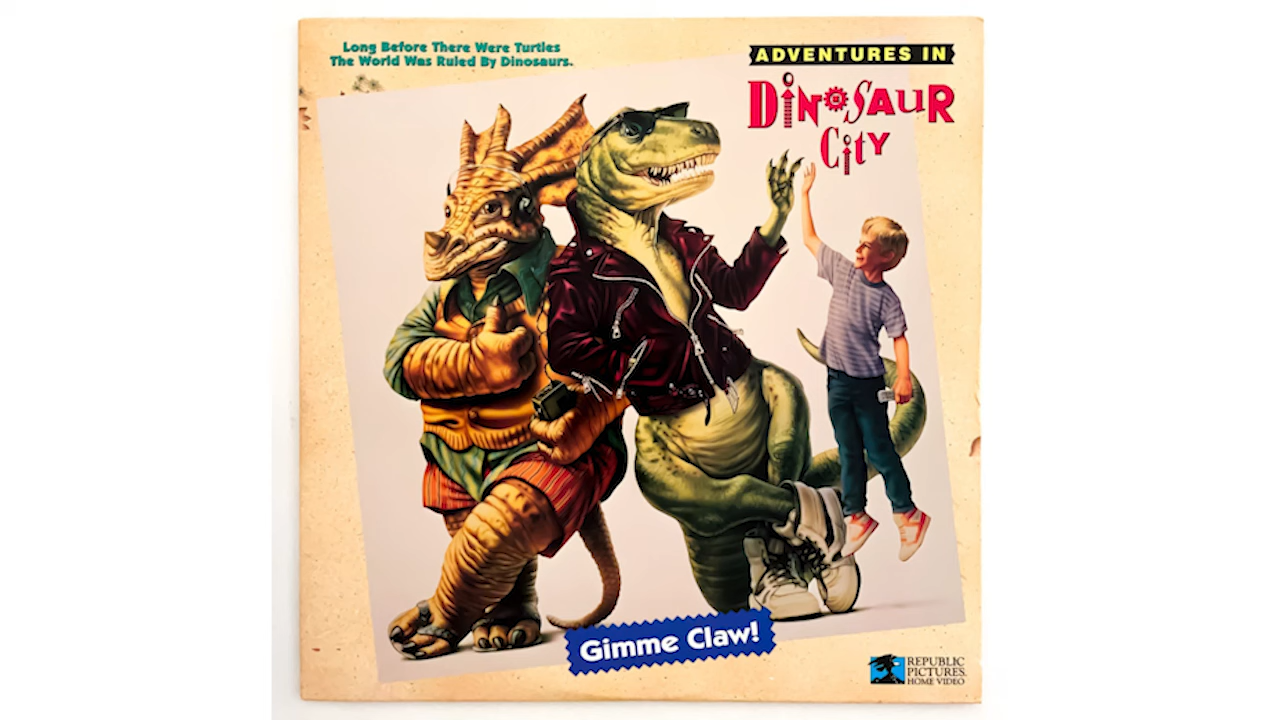 Long Before There Were Turtles
The World Was Ruled By Dinosaurs.
ADVENTURES IN
DINOSAUR
CITY
Gimme Claw!
REPUBLIC
PICTURES
HOME VIDEO